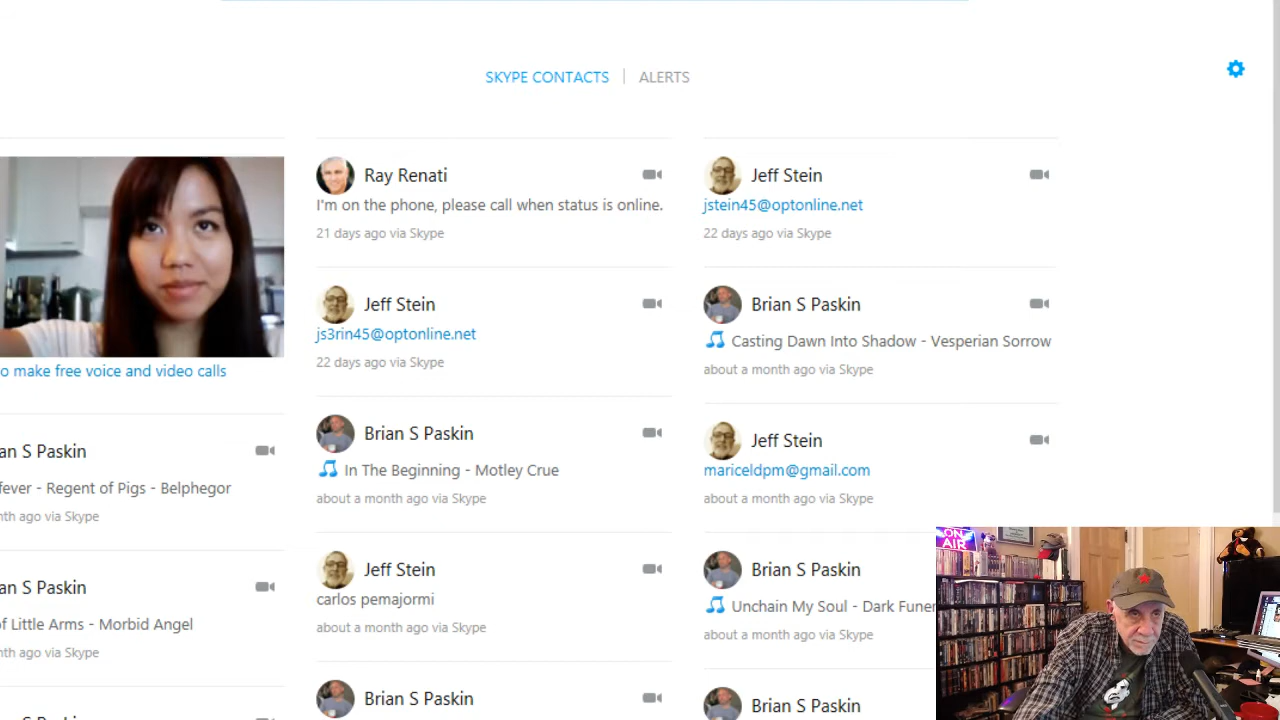 SKYPE CONTACTS | ALERTS
o make free voice and video calls
an S Paskin
fever - Regent of Pigs - Belphegor
nth ago via Skype
an S Paskin
of Little Arms - Morbid Angel
nth ago via Skype
Ray Renati
I'm on the phone, please call when status is online.
21 days ago via Skype
Jeff Stein
js3rin45@optonline.net
22 days ago via Skype
Brian S Paskin
In The Beginning - Motley Crue
about a month ago via Skype
Jeff Stein
carlos pemajormi
about a month ago via Skype
Brian S Paskin
Jeff Stein
jstein45@optonline.net
22 days ago via Skype
Brian S Paskin
Casting Dawn Into Shadow - Vesperian Sorrow
about a month ago via Skype
Jeff Stein
mariceldpm@gmail.com
about a month ago via Skype
Brian S Paskin
Unchain My Soul - Dark Funer
about a month ago via Skype
Brian S Paskin
ON
AIR